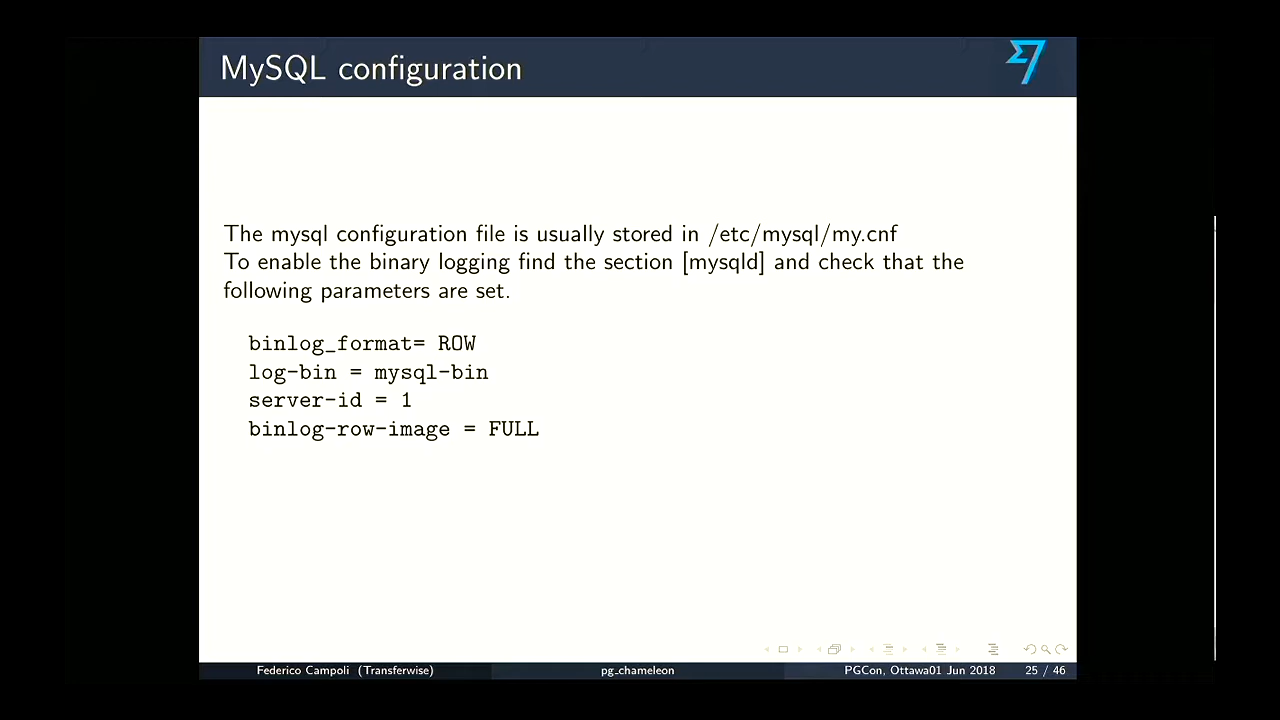 MySQL configuration
The mysql configuration file is usually stored in /etc/mysql/my.cnf
To enable the binary logging find the section [mysqld] and check that the
following parameters are set.
binlog_format= ROW
log-bin = mysql-bin
server-id = 1
binlog-row-image = FULL
Federico Campoli (Transferwise) pg_chameleon PGCon, Ottawa01 Jun 2018 25 / 46